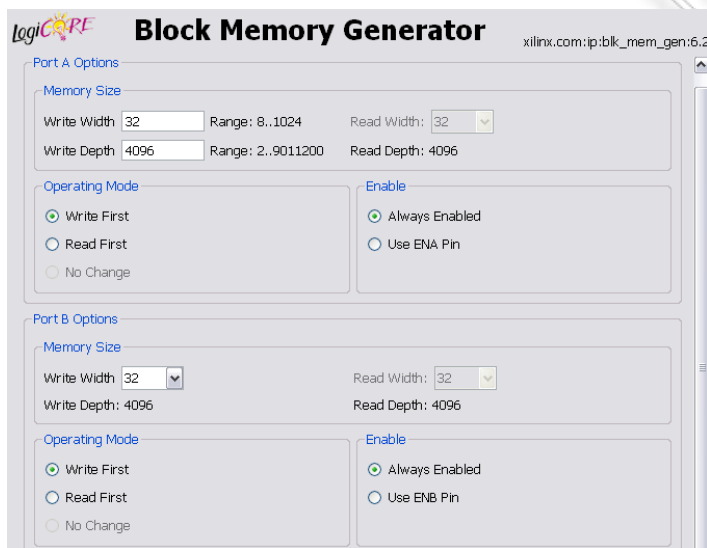 LogiCORE
Block Memory Generator
xilinx.com:ip:blk_mem_gen:6.2
Port A Options
Memory Size
Write Width 32 Range: 8..1024 Read Width: 32
Write Depth 4096 Range: 2..9011200 Read Depth: 4096
Operating Mode Enable
Write First Always Enabled
Read First Use ENA Pin
No Change
Port B Options
Memory Size
Write Width 32 Read Width: 32
Write Depth: 4096 Read Depth: 4096
Operating Mode Enable
Write First Always Enabled
Read First Use ENB Pin
No Change